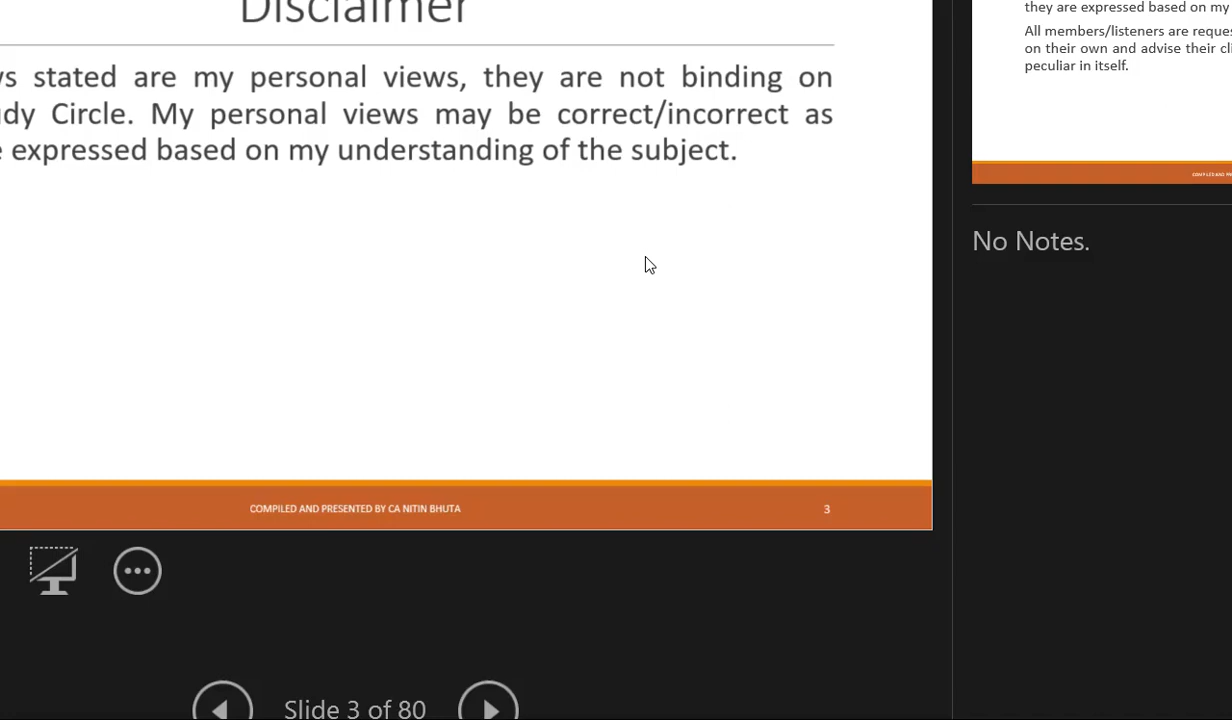 Disclaimer
stated are my personal views, they are not binding on
Circle. My personal views may be correct/incorrect as
expressed based on my understanding of the subject.
COMPILED AND PRESENTED BY CA NITIN BHUTA
3
Slide 3 of 80
they are expressed based on my
All members/listeners are
on their own and advise their
peculiar in itself.
No Notes.